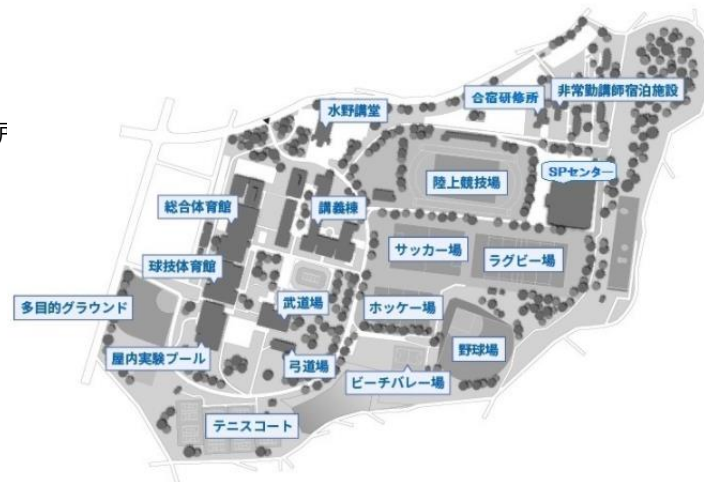 合宿研修所
非常勤講師宿泊施設
水野講堂
SPセンター
陸上競技場
総合体育館
講義棟
サッカー場
ラグビー場
球技体育館
多目的グラウンド
武道場
ホッケー場
屋内実験プール
弓道場
野球場
ビーチバレー場
テニスコート